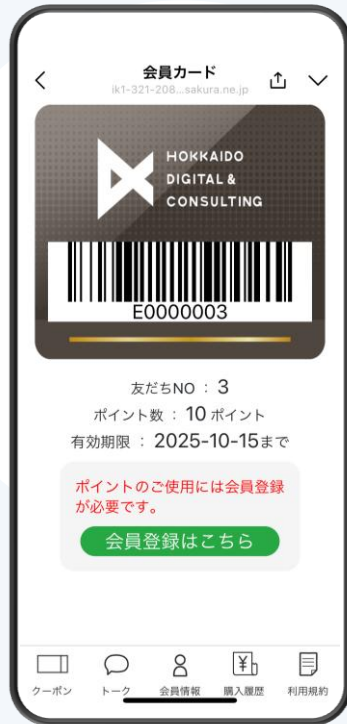 会員カード
ik1-321-208...sakura.ne.jp
HOKKAIDO
DIGITAL &
CONSULTING
E0000003
友だちNO : 3
ポイント数 : 10 ポイント
有効期限 : 2025-10-15まで
ポイントのご使用には会員登録
が必要です。
会員登録はこちら
クーポン トーク 会員情報 購入履歴 利用規約